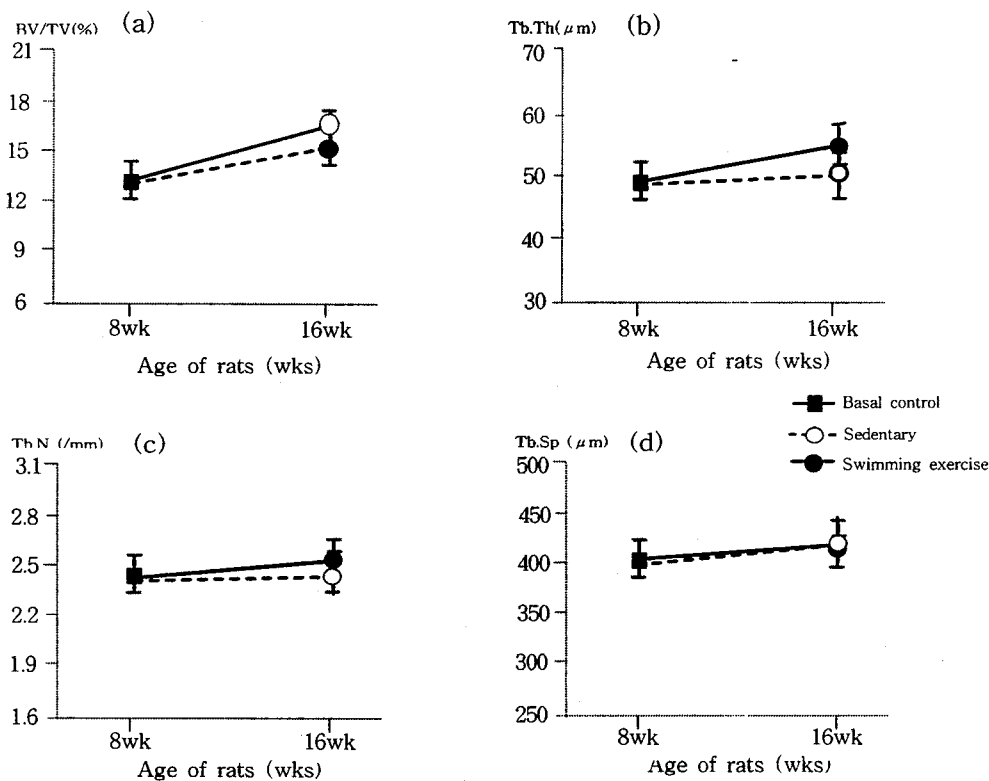 BV/TV(%) (a)
21
18
15
12
9
6
8wk 16wk
Age of rats (wks)
Tb.Th(μm) (b)
70
60
50
40
30
8wk 16wk
Age of rats (wks)
Basal control
Sedentary
Swimming exercise
Tb.N (/mm) (c)
3.1
2.8
2.5
2.2
1.9
1.6
8wk 16wk
Age of rats (wks)
Tb.Sp (μm) (d)
500
450
400
350
300
250
8wk 16wk
Age of rats (wks)